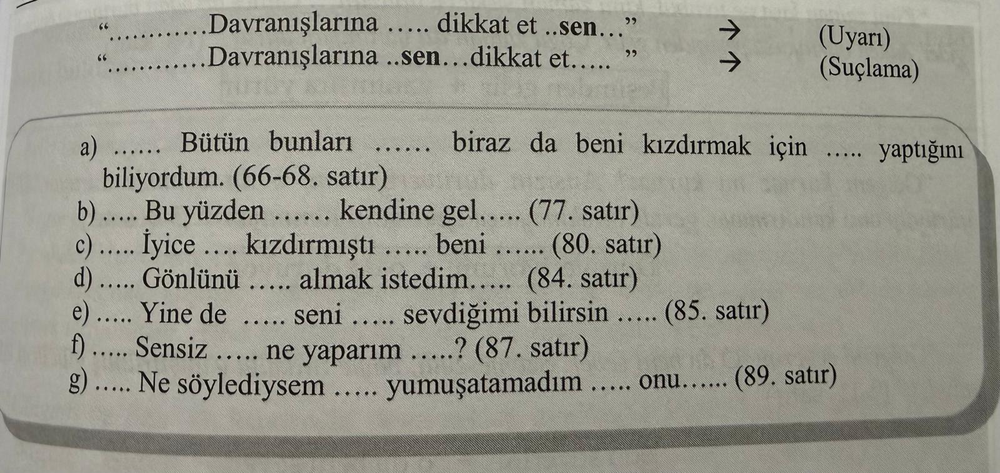 “............Davranışlarına ..... dikkat et ..sen...” → (Uyarı)
“............Davranışlarına ..sen...dikkat et..... ” → (Suçlama)
a) ...... Bütün bunları ...... biraz da beni kızdırmak için ..... yaptığını
biliyordum. (66-68. satır)
b) ..... Bu yüzden ...... kendine gel...... (77. satır)
c) ..... İyice .... kızdırmıştı ..... beni ...... (80. satır)
d) ..... Gönlünü ..... almak istedim..... (84. satır)
e) ..... Yine de ..... seni ..... sevdiğimi bilirsin ..... (85. satır)
f) ..... Sensiz ..... ne yaparım .....? (87. satır)
g) ..... Ne söylediysem ..... yumuşatamadım ..... onu...... (89. satır)